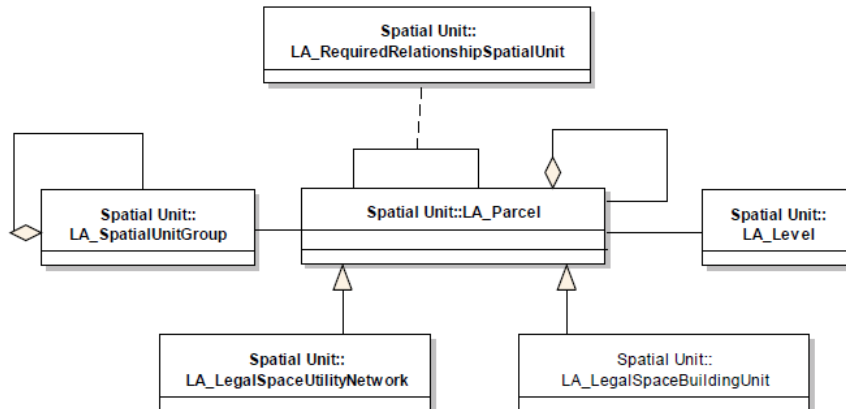 Spatial Unit::
LA_RequiredRelationshipSpatialUnit
Spatial Unit::
LA_SpatialUnitGroup
Spatial Unit::LA_Parcel
Spatial Unit::
LA_Level
Spatial Unit::
LA_LegalSpaceUtilityNetwork
Spatial Unit::
LA_LegalSpaceBuildingUnit